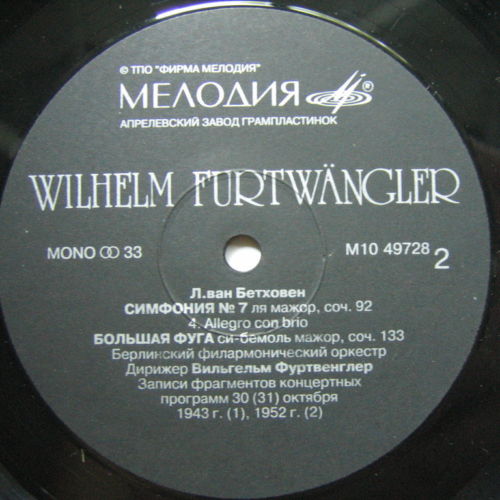 © ТПО "ФИРМА МЕЛОДИЯ"
МЕЛОДИЯ ®
АПРЕЛЕВСКИЙ ЗАВОД ГРАМПЛАСТИНОК
WILHELM FURTWÄNGLER
MONO ꝏ 33 М10 49728 2
Л.ван Бетховен
СИМФОНИЯ № 7 ля мажор, соч. 92
4. Allegro con brio
БОЛЬШАЯ ФУГА си-бемоль мажор, соч. 133
Берлинский филармонический оркестр
Дирижер Вильгельм Фуртвенглер
Записи фрагментов концертных
программ 30 (31) октября
1943 г. (1), 1952 г. (2)